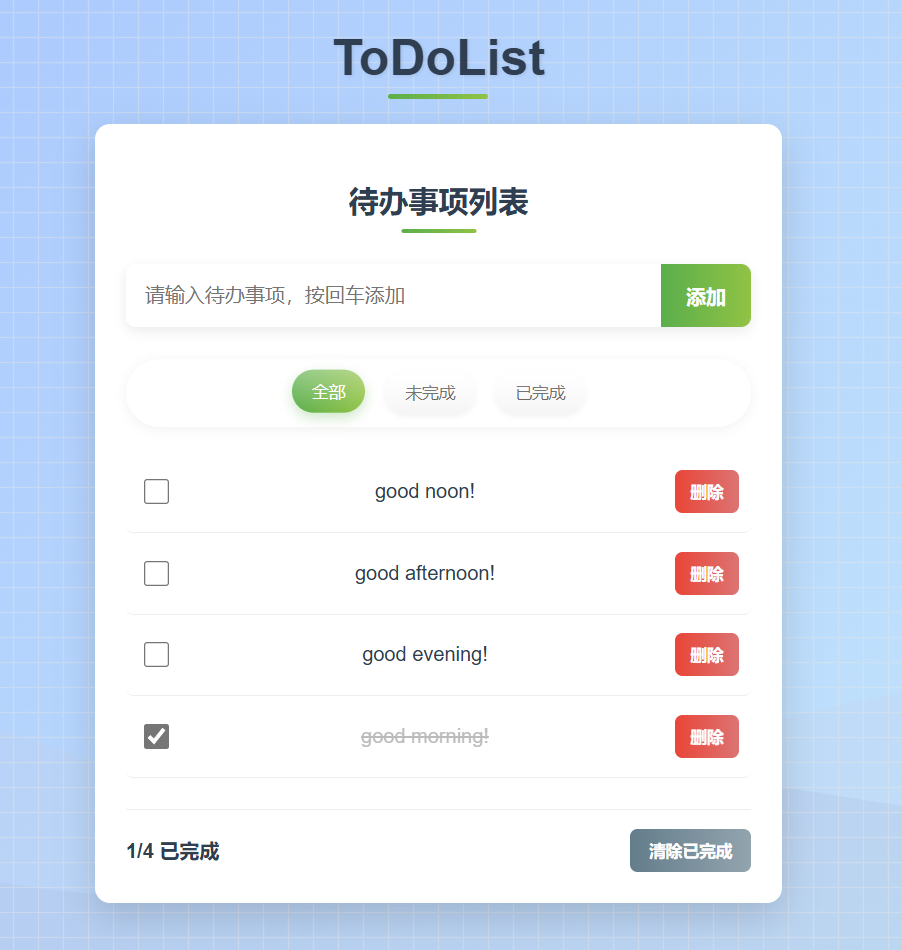 ToDoList
待办事项列表
请输入待办事项，按回车添加 添加
全部 未完成 已完成
good noon! 删除
good afternoon! 删除
good evening! 删除
good morning! 删除
1/4 已完成 清除已完成